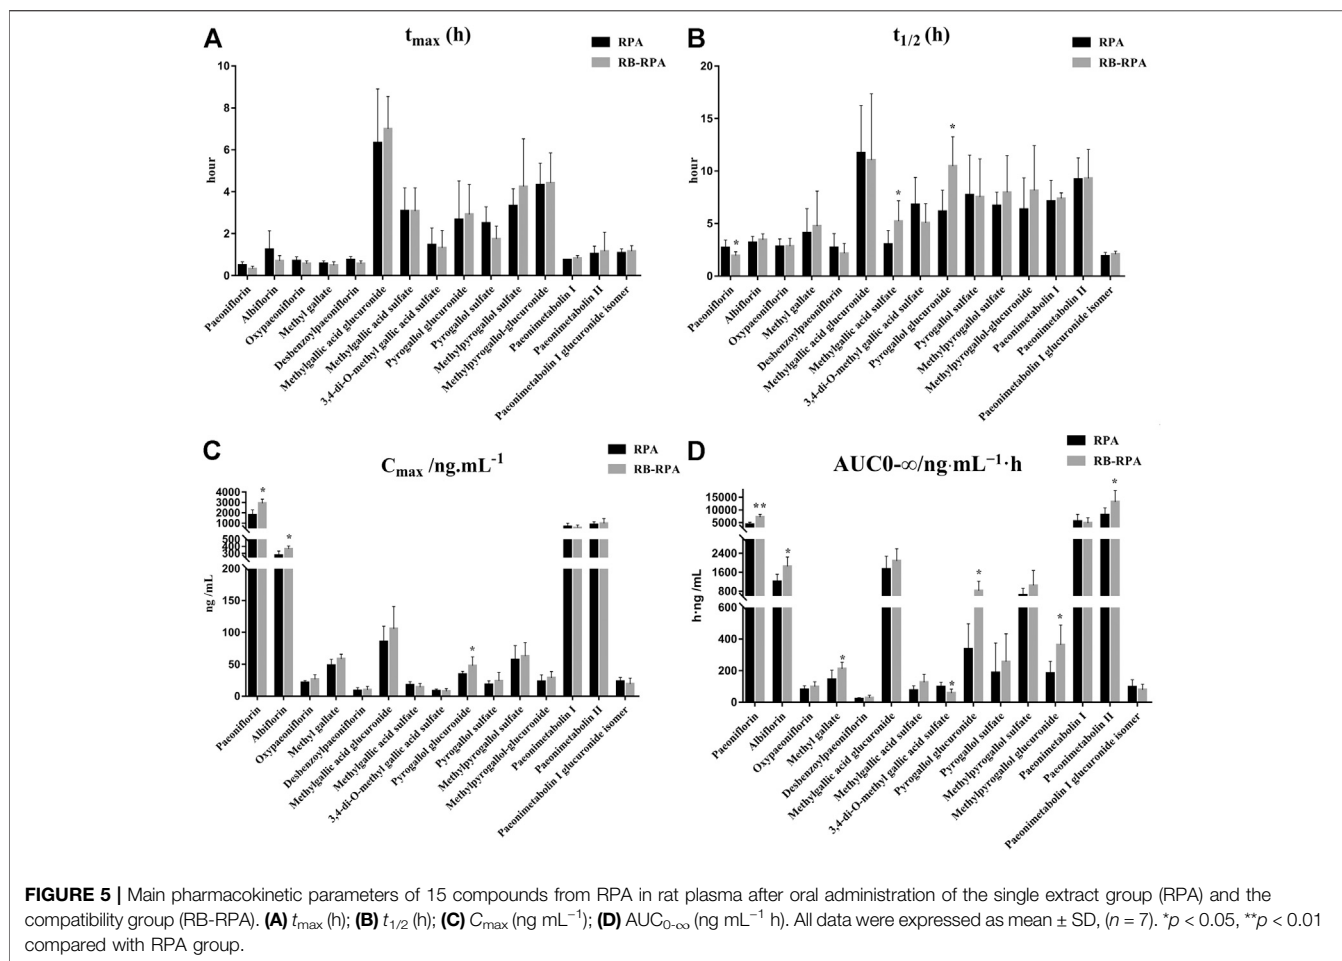 A
t_max (h)
RPA
RB-RPA
10
8
6
4
2
0
hour
Paeoniflorin
Albiflorin
Oxypaeoniflorin
Methyl gallate
Desbenzoylpaeoniflorin
Methylgallic acid glucuronide
Methylgallic acid sulfate
3,4-di-O-methyl gallic acid sulfate
Pyrogallol glucuronide
Pyrogallol sulfate
Methylpyrogallol sulfate
Methylpyrogallol-glucuronide
Paeonimetabolin I
Paeonimetabolin II
Paeonimetabolin I glucuronide isomer
B
t_1/2 (h)
RPA
RB-RPA
20
15
10
5
0
hour
*
*
*
Paeoniflorin
Albiflorin
Oxypaeoniflorin
Methyl gallate
Desbenzoylpaeoniflorin
Methylgallic acid glucuronide
Methylgallic acid sulfate
3,4-di-O-methyl gallic acid sulfate
Pyrogallol glucuronide
Pyrogallol sulfate
Methylpyrogallol sulfate
Methylpyrogallol-glucuronide
Paeonimetabolin I
Paeonimetabolin II
Paeonimetabolin I glucuronide isomer
C
C_max /ng.mL⁻¹
RPA
RB-RPA
4000
3000
2000
1000
500
400
300
200
150
100
50
0
ng /mL
*
*
*
Paeoniflorin
Albiflorin
Oxypaeoniflorin
Methyl gallate
Desbenzoylpaeoniflorin
Methylgallic acid glucuronide
Methylgallic acid sulfate
3,4-di-O-methyl gallic acid sulfate
Pyrogallol glucuronide
Pyrogallol sulfate
Methylpyrogallol sulfate
Methylpyrogallol-glucuronide
Paeonimetabolin I
Paeonimetabolin II
Paeonimetabolin I glucuronide isomer
D
AUC0-∞/ng·mL⁻¹·h
RPA
RB-RPA
15000
10000
5000
2400
1600
800
600
400
200
0
h·ng /mL
**
*
*
*
*
*
*
Paeoniflorin
Albiflorin
Oxypaeoniflorin
Methyl gallate
Desbenzoylpaeoniflorin
Methylgallic acid glucuronide
Methylgallic acid sulfate
3,4-di-O-methyl gallic acid sulfate
Pyrogallol glucuronide
Pyrogallol sulfate
Methylpyrogallol sulfate
Methylpyrogallol glucuronide
Paeonimetabolin I
Paeonimetabolin II
Paeonimetabolin I glucuronide isomer
FIGURE 5 | Main pharmacokinetic parameters of 15 compounds from RPA in rat plasma after oral administration of the single extract group (RPA) and the
compatibility group (RB-RPA). (A) t_max (h); (B) t_1/2 (h); (C) C_max (ng mL⁻¹); (D) AUC_0-∞ (ng mL⁻¹ h). All data were expressed as mean ± SD, (n = 7). *p < 0.05, **p < 0.01
compared with RPA group.